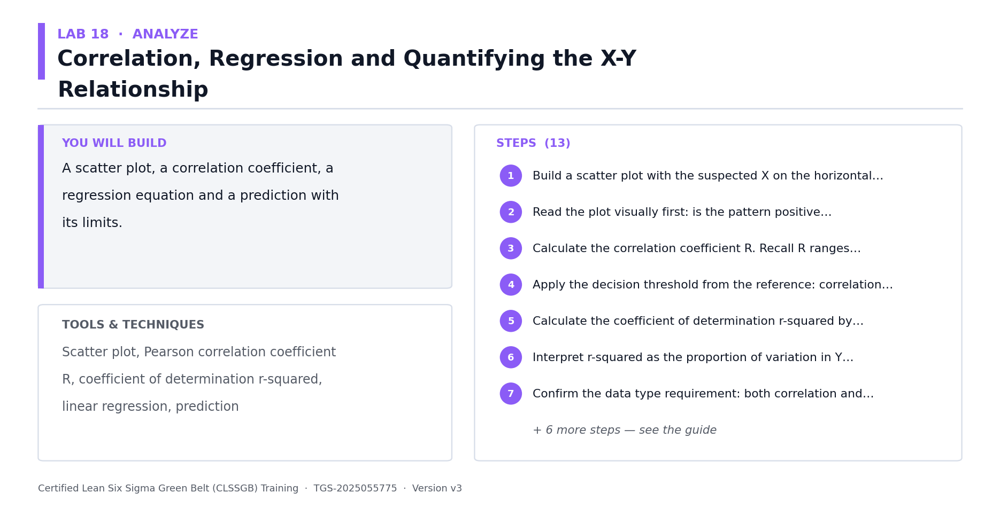 LAB 18 · ANALYZE
Correlation, Regression and Quantifying the X-Y
Relationship
YOU WILL BUILD
A scatter plot, a correlation coefficient, a
regression equation and a prediction with
its limits.
TOOLS & TECHNIQUES
Scatter plot, Pearson correlation coefficient
R, coefficient of determination r-squared,
linear regression, prediction
STEPS (13)
1 Build a scatter plot with the suspected X on the horizontal…
2 Read the plot visually first: is the pattern positive…
3 Calculate the correlation coefficient R. Recall R ranges…
4 Apply the decision threshold from the reference: correlation…
5 Calculate the coefficient of determination r-squared by…
6 Interpret r-squared as the proportion of variation in Y…
7 Confirm the data type requirement: both correlation and…
+ 6 more steps — see the guide
Certified Lean Six Sigma Green Belt (CLSSGB) Training · TGS-2025055775 · Version v3